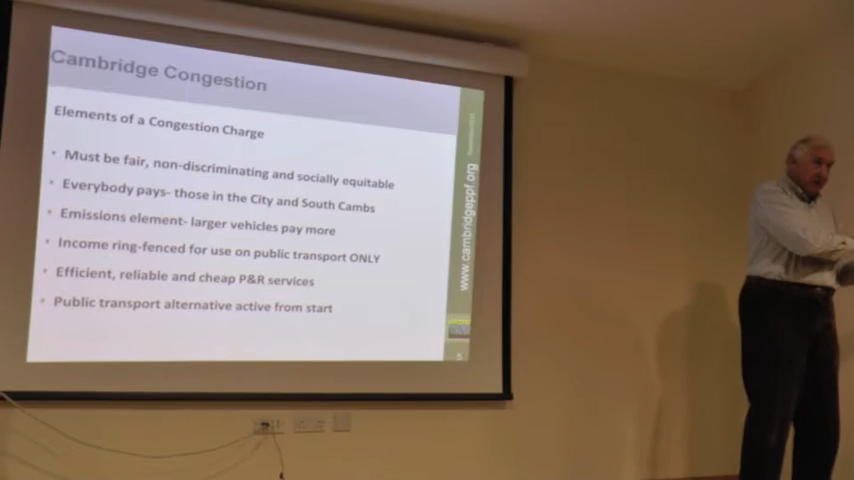 Cambridge Congestion
Elements of a Congestion Charge
• Must be fair, non-discriminating and socially equitable
• Everybody pays- those in the City and South Cambs
• Emissions element- larger vehicles pay more
• Income ring-fenced for use on public transport ONLY
• Efficient, reliable and cheap P&R services
• Public transport alternative active from start
www.cambridgeppf.org
5